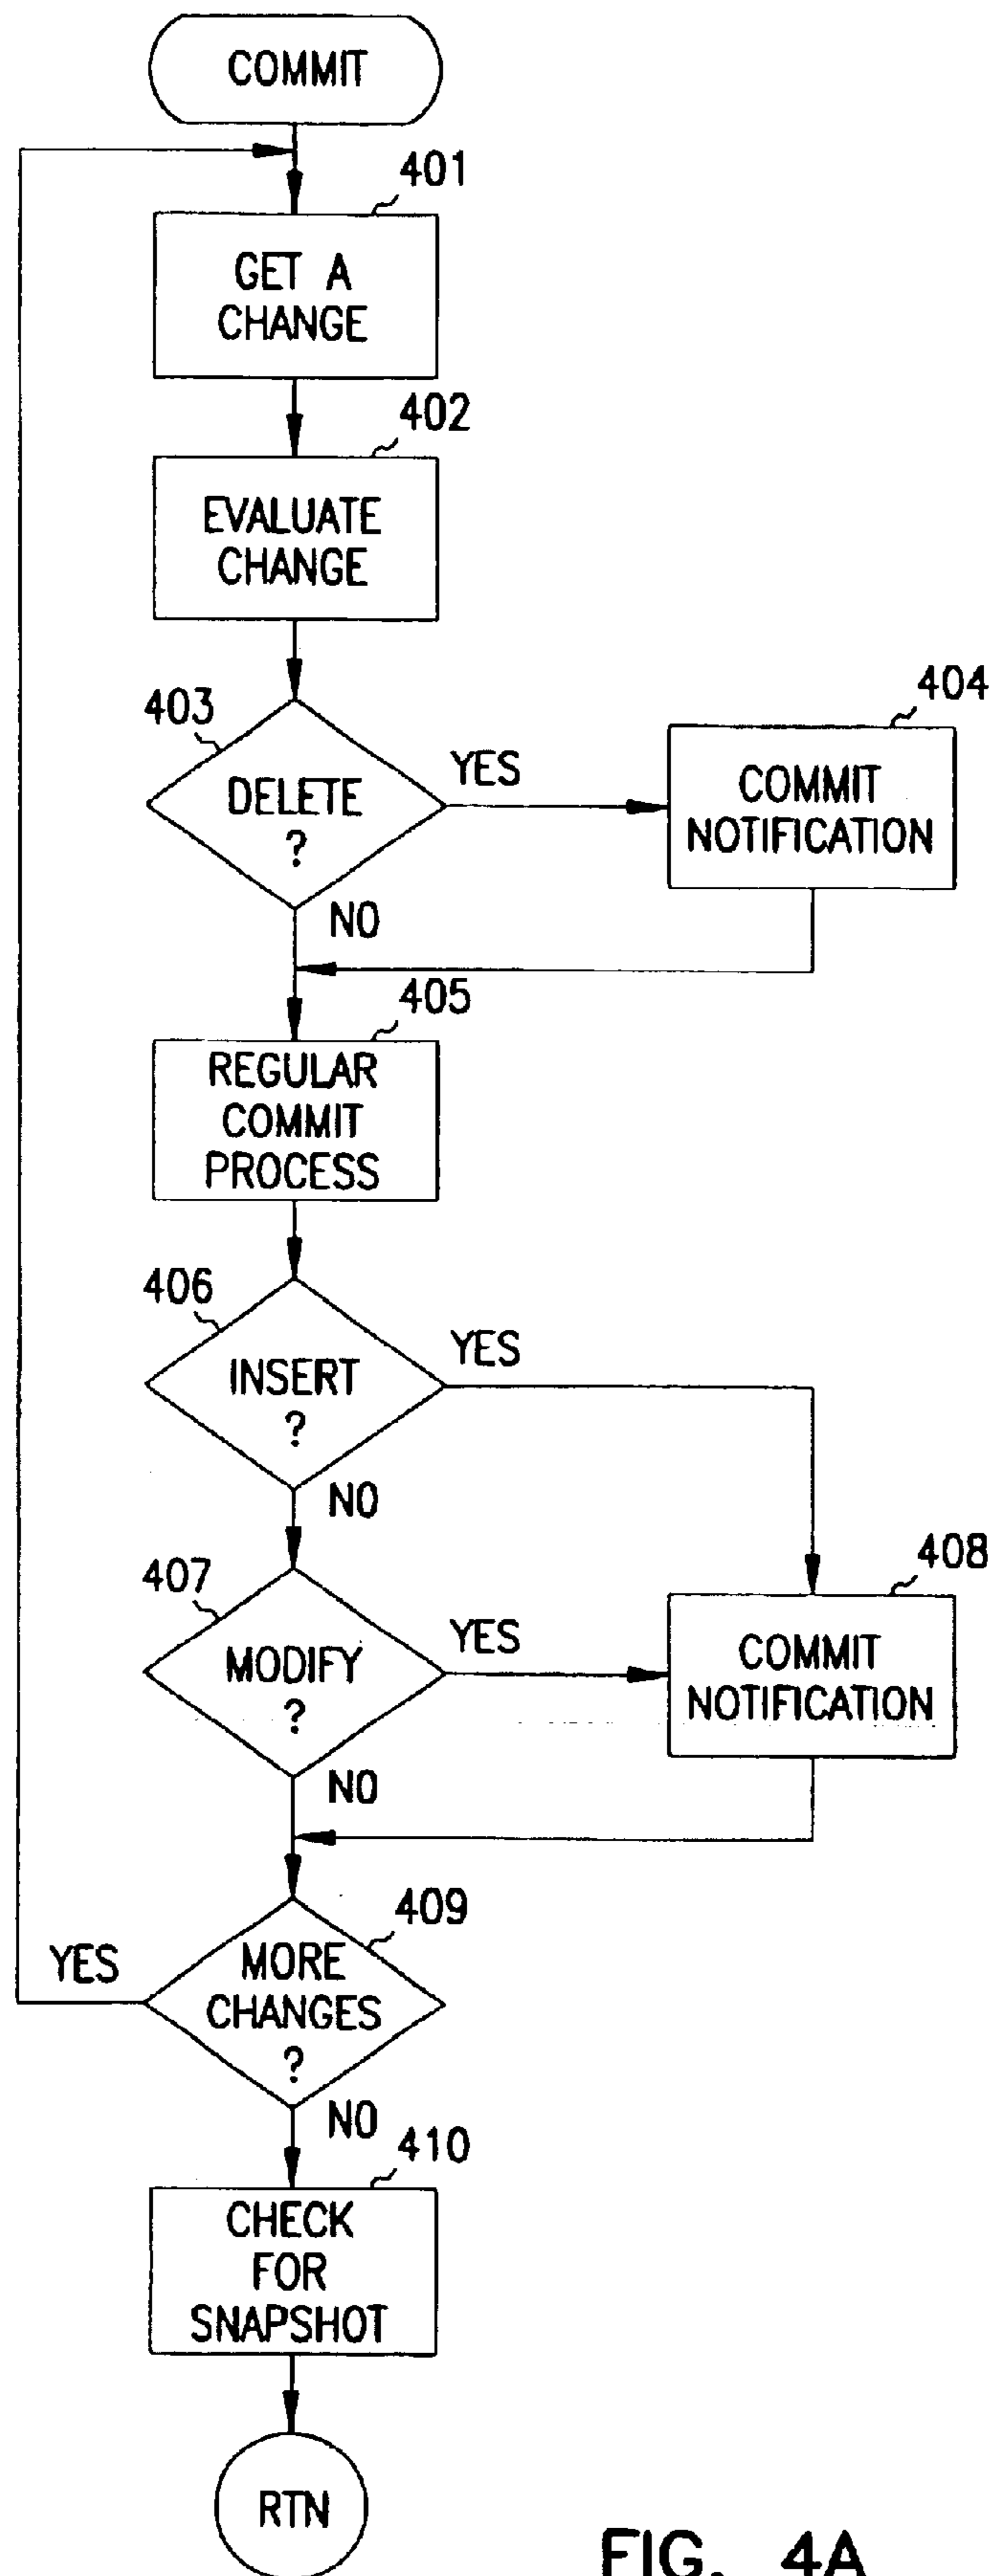 COMMIT
401
GET A
CHANGE
402
EVALUATE
CHANGE
403
DELETE
?
YES
404
COMMIT
NOTIFICATION
NO
405
REGULAR
COMMIT
PROCESS
406
INSERT
?
YES
NO
407
MODIFY
?
YES
408
COMMIT
NOTIFICATION
NO
409
MORE
CHANGES
?
YES
NO
410
CHECK
FOR
SNAPSHOT
RTN
FIG. 4A